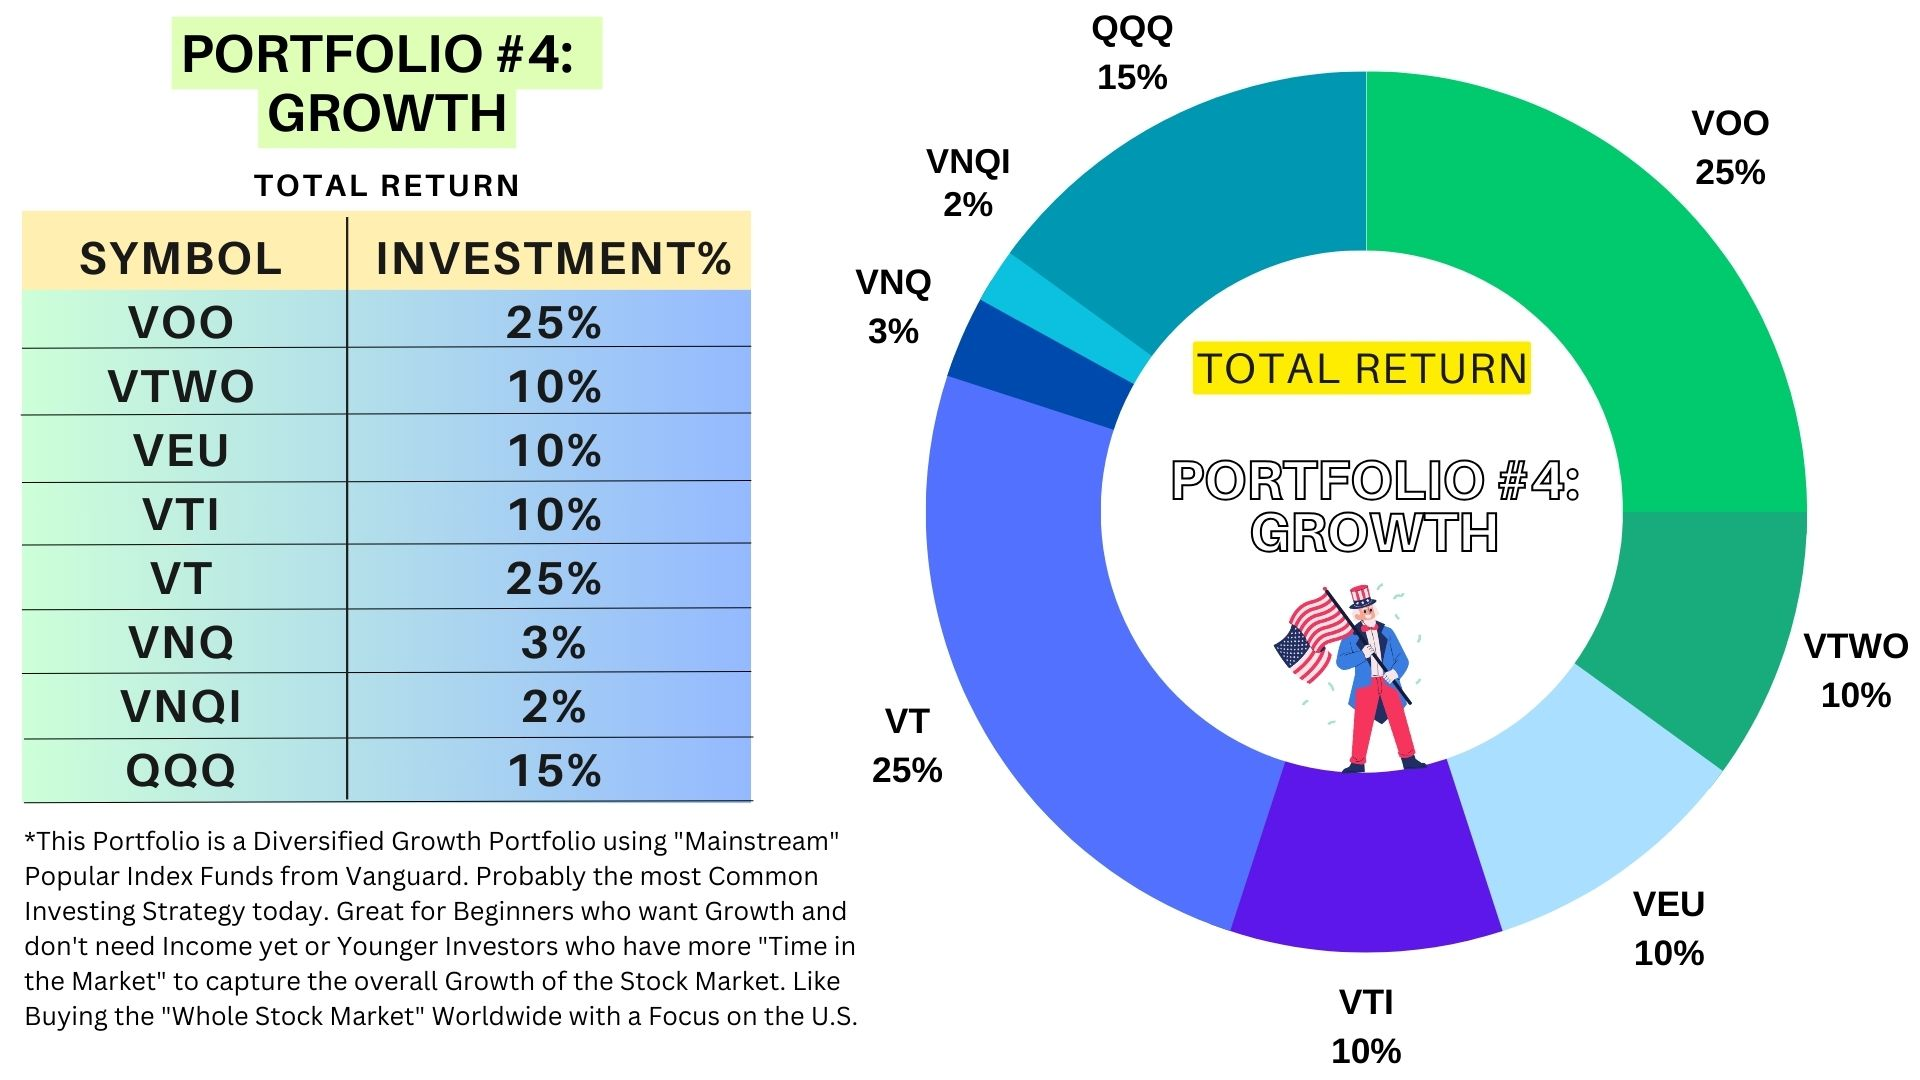 PORTFOLIO #4:
GROWTH
TOTAL RETURN
SYMBOL INVESTMENT%
VOO 25%
VTWO 10%
VEU 10%
VTI 10%
VT 25%
VNQ 3%
VNQI 2%
QQQ 15%
*This Portfolio is a Diversified Growth Portfolio using "Mainstream"
Popular Index Funds from Vanguard. Probably the most Common
Investing Strategy today. Great for Beginners who want Growth and
don't need Income yet or Younger Investors who have more "Time in
the Market" to capture the overall Growth of the Stock Market. Like
Buying the "Whole Stock Market" Worldwide with a Focus on the U.S.
QQQ
15%
VOO
25%
VNQI
2%
VNQ
3%
TOTAL RETURN
PORTFOLIO #4:
GROWTH
VTWO
10%
VT
25%
VEU
10%
VTI
10%